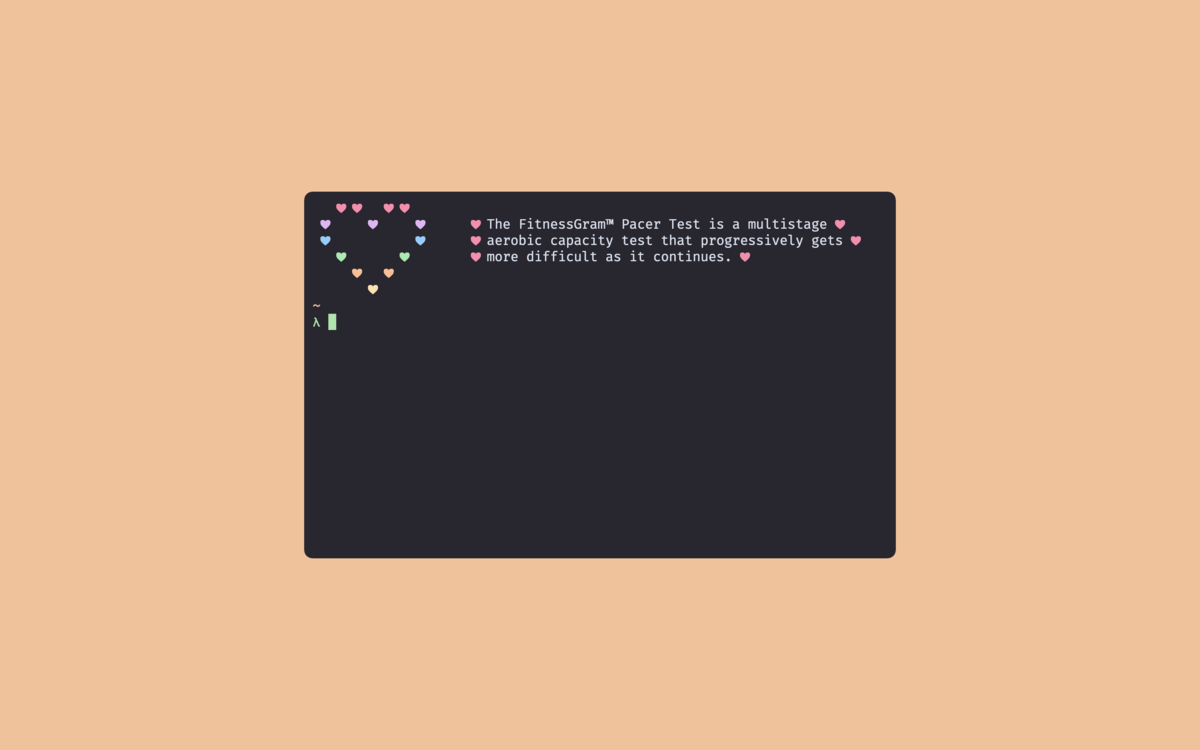 The FitnessGram™ Pacer Test is a multistage
aerobic capacity test that progressively gets
more difficult as it continues.
~
λ